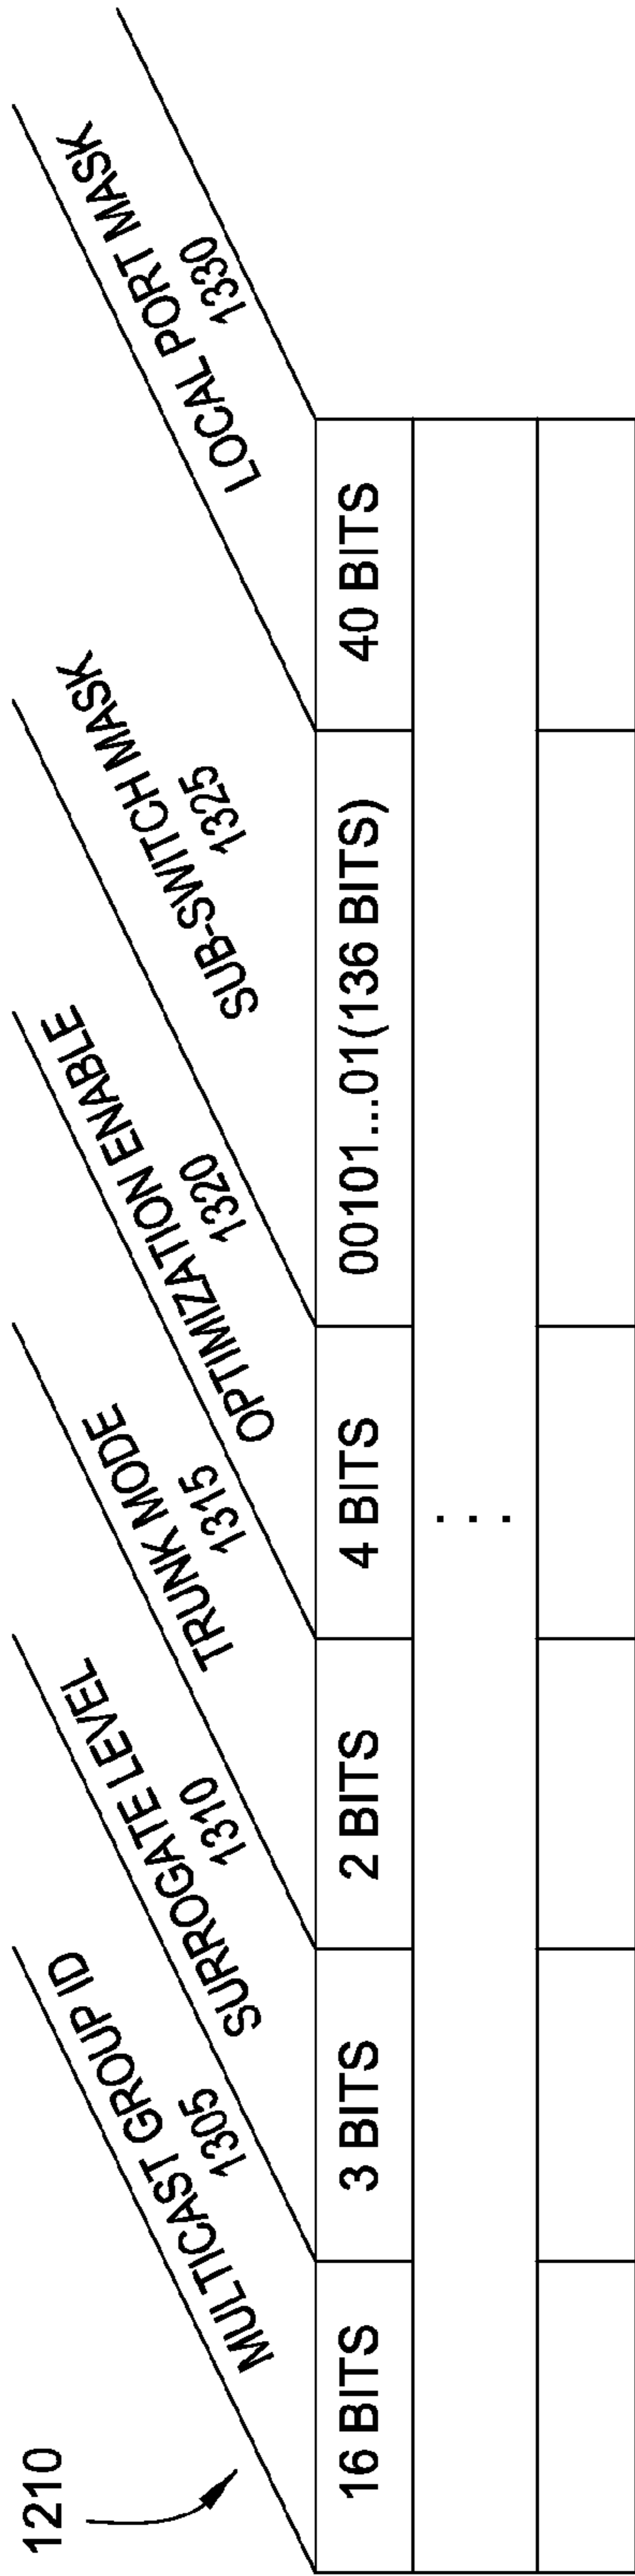 1210
MULTICAST GROUP ID
1305
SURROGATE LEVEL
1310
TRUNK MODE
1315
OPTIMIZATION ENABLE
1320
SUB-SWITCH MASK
1325
LOCAL PORT MASK
1330
16 BITS
3 BITS
2 BITS
4 BITS
00101...01(136 BITS)
40 BITS
...